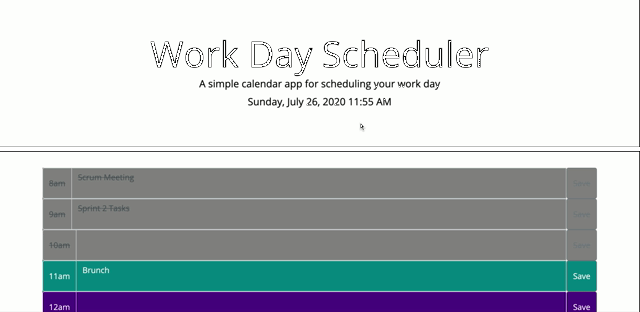 Work Day Scheduler
A simple calendar app for scheduling your work day
Sunday, July 26, 2020 11:55 AM
8am Scrum Meeting Save
9am Sprint 2 Tasks Save
10am Save
11am Brunch Save
12am Save